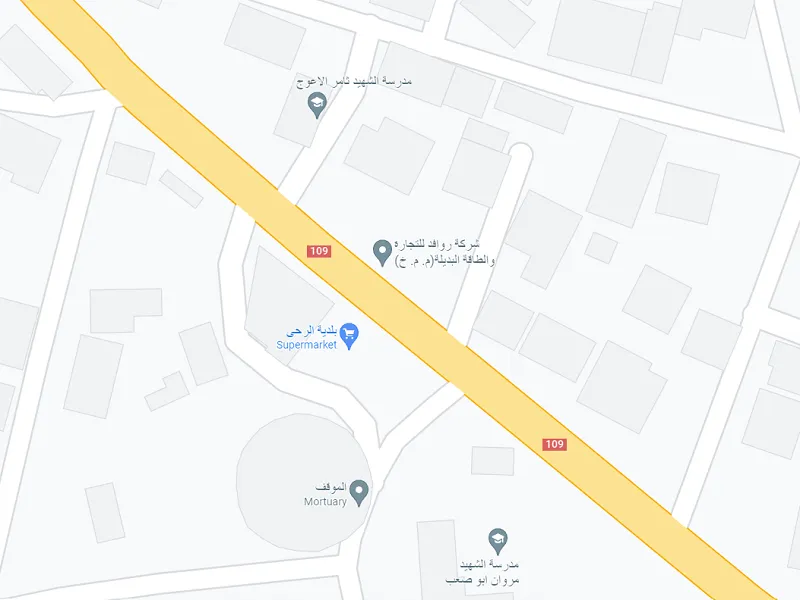 مدرسة الشهيد ثامر الاعوج
109
شركة روافد للتجارة
والطاقة البديلة(م. م. خ)
بلدية الرحى
Supermarket
109
الموقف
Mortuary
مدرسة الشهيد
مروان ابو صعب